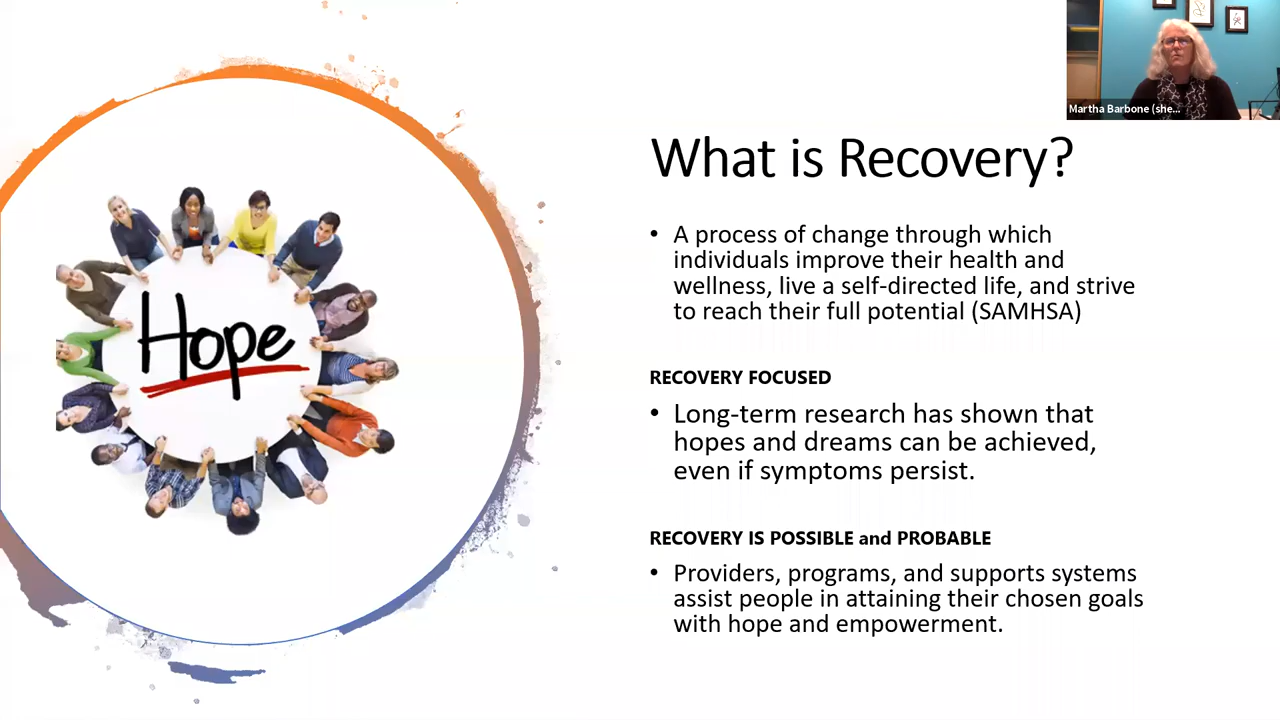 Martha Barbone (she...
What is Recovery?
• A process of change through which
individuals improve their health and
wellness, live a self-directed life, and strive
to reach their full potential (SAMHSA)
RECOVERY FOCUSED
• Long-term research has shown that
hopes and dreams can be achieved,
even if symptoms persist.
RECOVERY IS POSSIBLE and PROBABLE
• Providers, programs, and supports systems
assist people in attaining their chosen goals
with hope and empowerment.
Hope